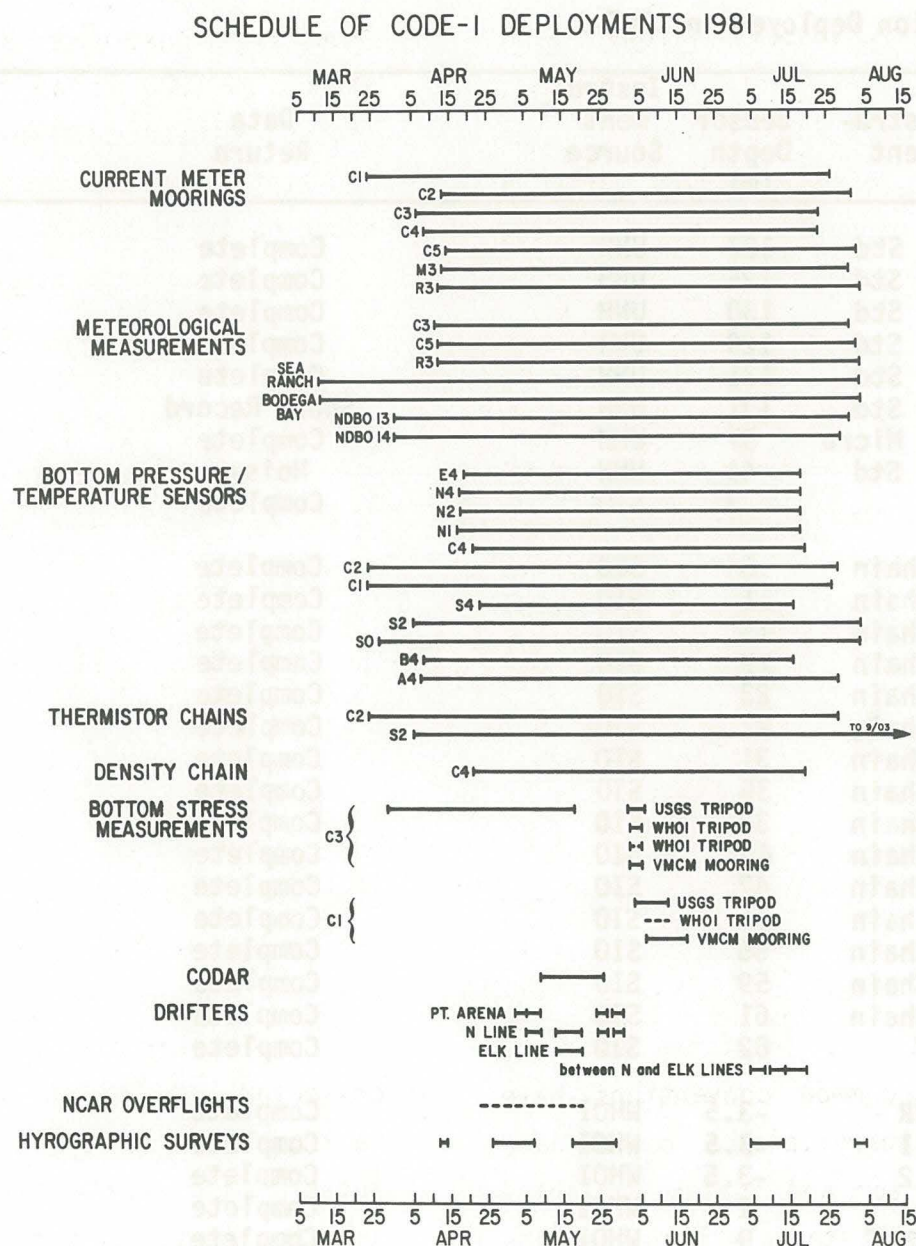 SCHEDULE OF CODE-1 DEPLOYMENTS 1981
MAR APR MAY JUN JUL AUG
5 15 25 5 15 25 5 15 25 5 15 25 5 15 25 5 15
CURRENT METER
MOORINGS
C1
C2
C3
C4
C5
M3
R3
METEOROLOGICAL
MEASUREMENTS
C3
C5
R3
SEA
RANCH
BODEGA
BAY
NDBO 13
NDBO 14
BOTTOM PRESSURE/
TEMPERATURE SENSORS
E4
N4
N2
N1
C4
C2
C1
S4
S2
SO
B4
A4
THERMISTOR CHAINS
C2
S2
TO 9/03
DENSITY CHAIN
C4
BOTTOM STRESS
MEASUREMENTS
C3
USGS TRIPOD
WHOI TRIPOD
WHOI TRIPOD
VMCM MOORING
C1
USGS TRIPOD
WHOI TRIPOD
VMCM MOORING
CODAR
DRIFTERS
PT. ARENA
N LINE
ELK LINE
between N and ELK LINES
NCAR OVERFLIGHTS
HYROGRAPHIC SURVEYS
5 15 25 5 15 25 5 15 25 5 15 25 5 15 25 5 15
MAR APR MAY JUN JUL AUG